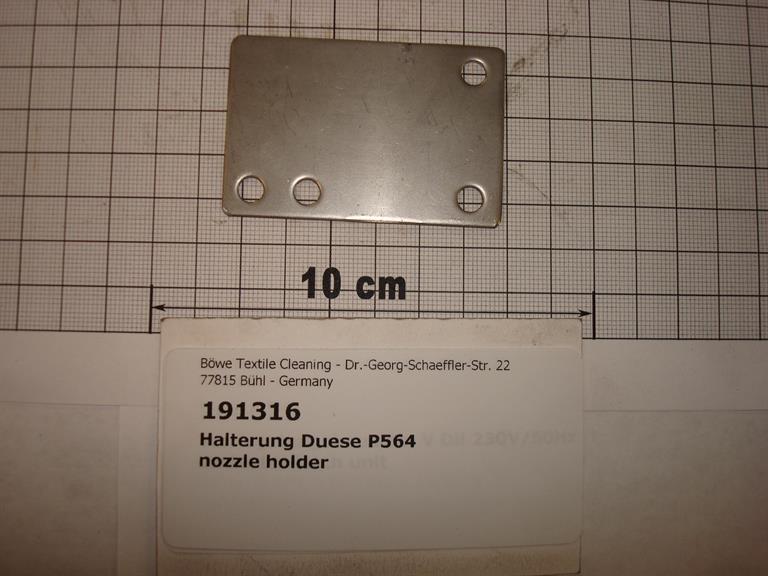 10 cm
Böwe Textile Cleaning - Dr.-Georg-Schaeffler-Str. 22
77815 Bühl - Germany
191316
Halterung Duese P564
nozzle holder